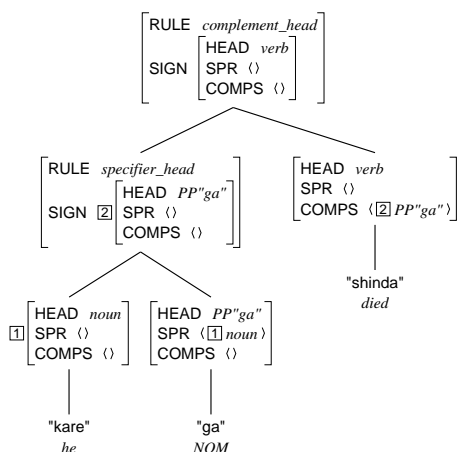 RULE complement_head
HEAD verb
SIGN SPR ⟨⟩
COMPS ⟨⟩
RULE specifier_head
HEAD PP"ga"
SIGN 2 SPR ⟨⟩
COMPS ⟨⟩
HEAD verb
SPR ⟨⟩
COMPS ⟨ 2 PP"ga" ⟩
"shinda"
died
HEAD noun
1 SPR ⟨⟩
COMPS ⟨⟩
HEAD PP"ga"
SPR ⟨ 1 noun ⟩
COMPS ⟨⟩
"kare"
he
"ga"
NOM